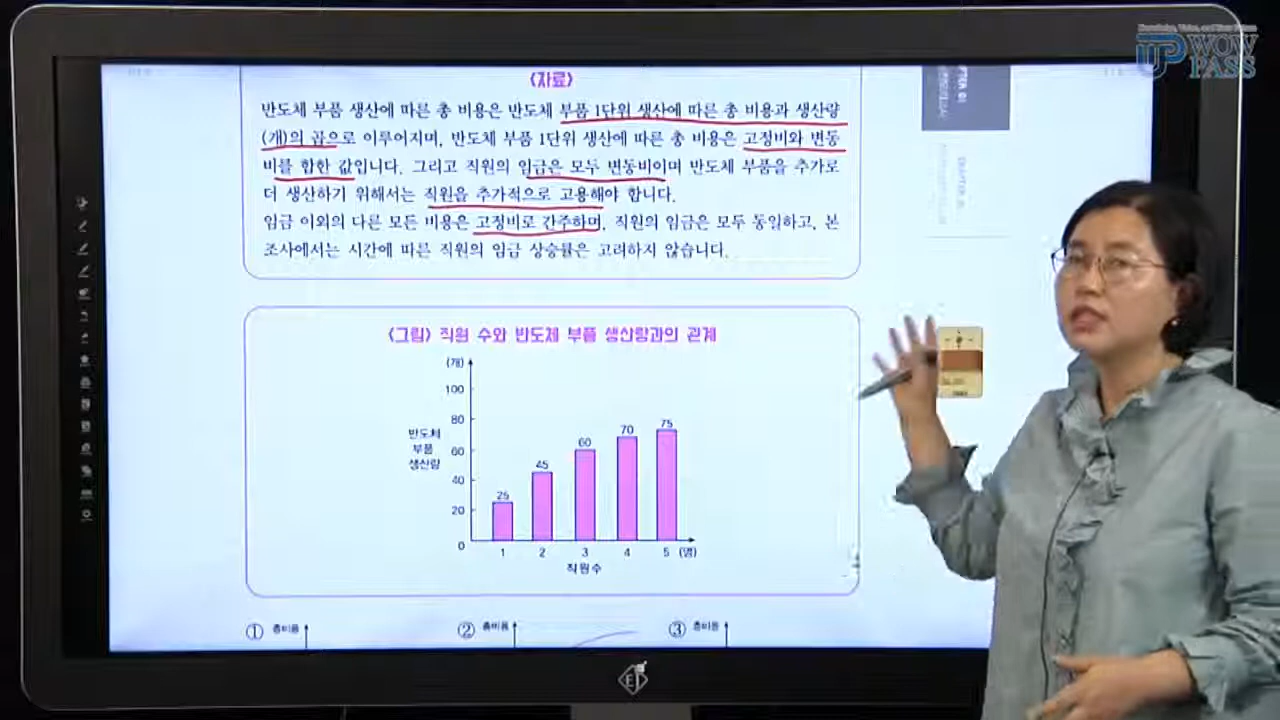 WOW
PASS
〈자료〉
반도체 부품 생산에 따른 총 비용은 반도체 부품 1단위 생산에 따른 총 비용과 생산량
(개)의 곱으로 이루어지며, 반도체 부품 1단위 생산에 따른 총 비용은 고정비와 변동
비를 합한 값입니다. 그리고 직원의 임금은 모두 변동비이며 반도체 부품을 추가로
더 생산하기 위해서는 직원을 추가적으로 고용해야 합니다.
임금 이외의 다른 모든 비용은 고정비로 간주하며, 직원의 임금은 모두 동일하고, 본
조사에서는 시간에 따른 직원의 임금 상승률은 고려하지 않습니다.
〈그림〉 직원 수와 반도체 부품 생산량과의 관계
(개)
100
80
60
40
20
0
반도체
부품
생산량
25
45
60
70
75
1 2 3 4 5 (명)
직원수
① 총비용
② 총비용
③ 총비용